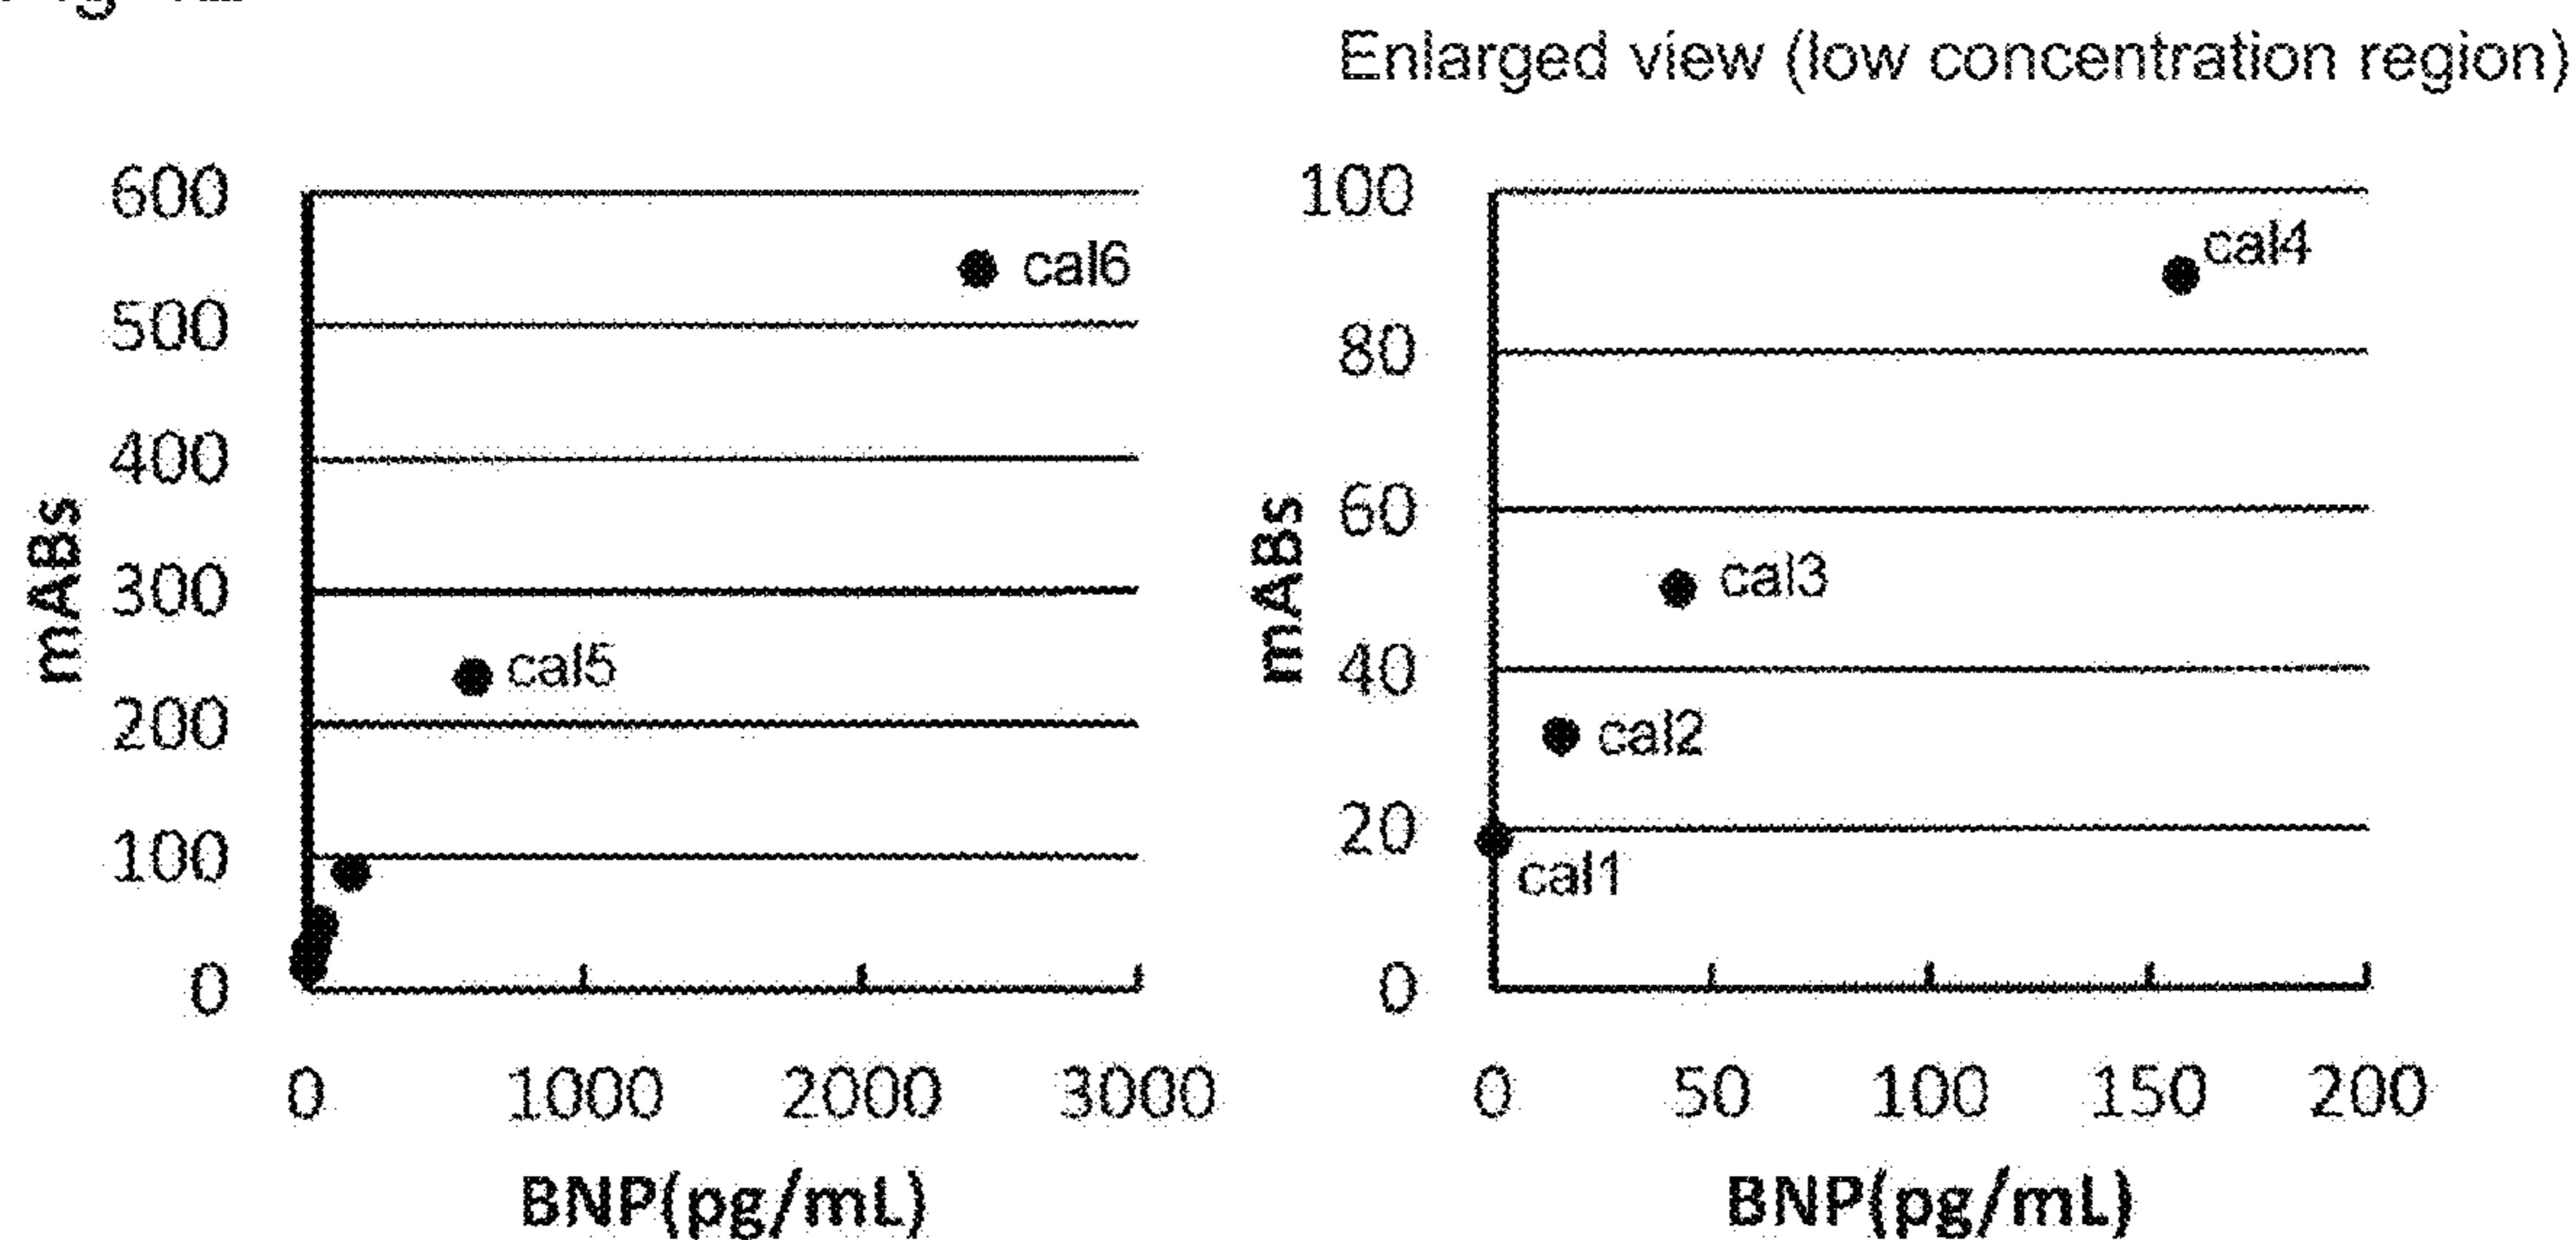 Enlarged view (low concentration region)
600
500
400
300
200
100
0
mABs
cal6
cal5
0 1000 2000 3000
BNP(pg/mL)
100
80
60
40
20
0
mABs
cal4
cal3
cal2
cal1
0 50 100 150 200
BNP(pg/mL)